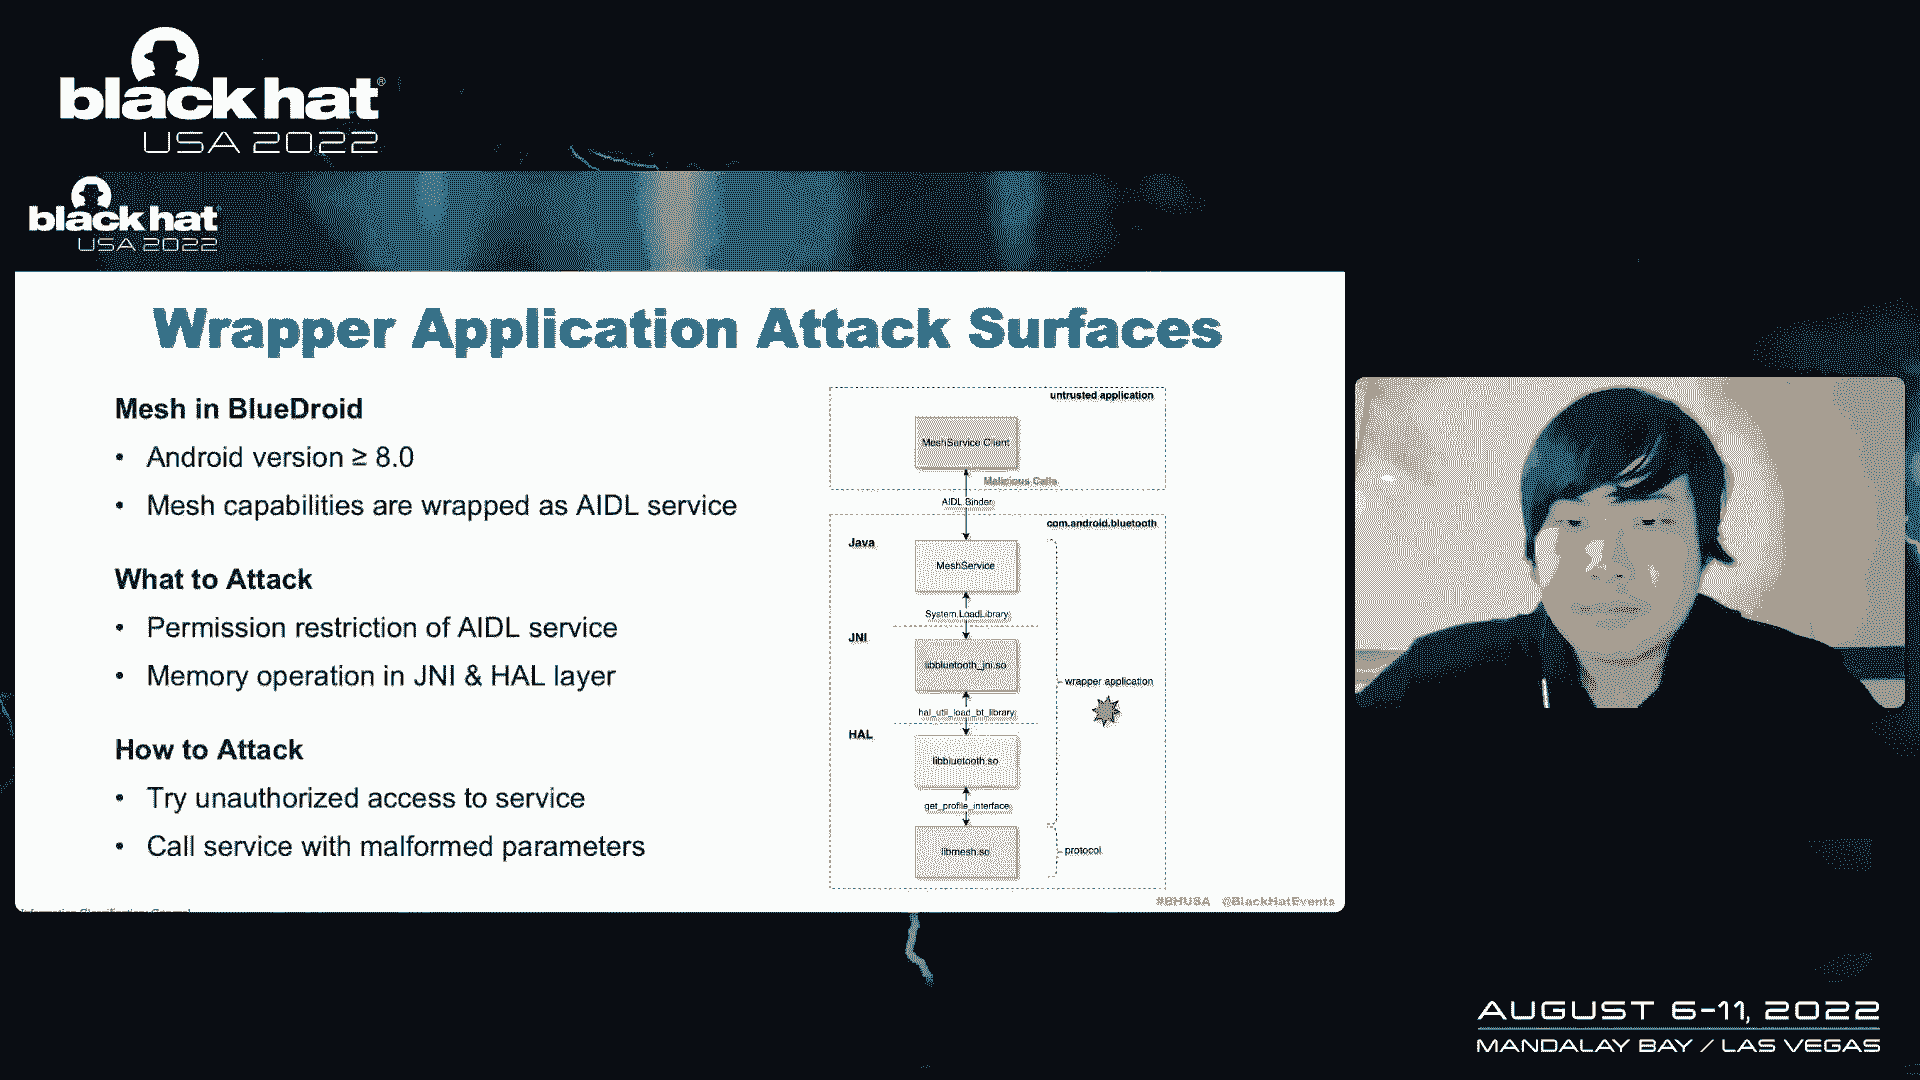 black hat®
USA 2022
black hat
USA 2022
Wrapper Application Attack Surfaces
Mesh in BlueDroid
• Android version ≥ 8.0
• Mesh capabilities are wrapped as AIDL service
What to Attack
• Permission restriction of AIDL service
• Memory operation in JNI & HAL layer
How to Attack
• Try unauthorized access to service
• Call service with malformed parameters
untrusted application
MeshService Client
Malicious Calls
AIDL Binder
com.android.bluetooth
Java
MeshService
System.LoadLibrary
JNI
libbluetooth_jni.so
wrapper application
hal_util_load_bt_library
HAL
libbluetooth.so
get_profile_interface
libmesh.so
protocol
Information Classification: General
#BHUSA @BlackHatEvents
AUGUST 6-11, 2022
MANDALAY BAY / LAS VEGAS